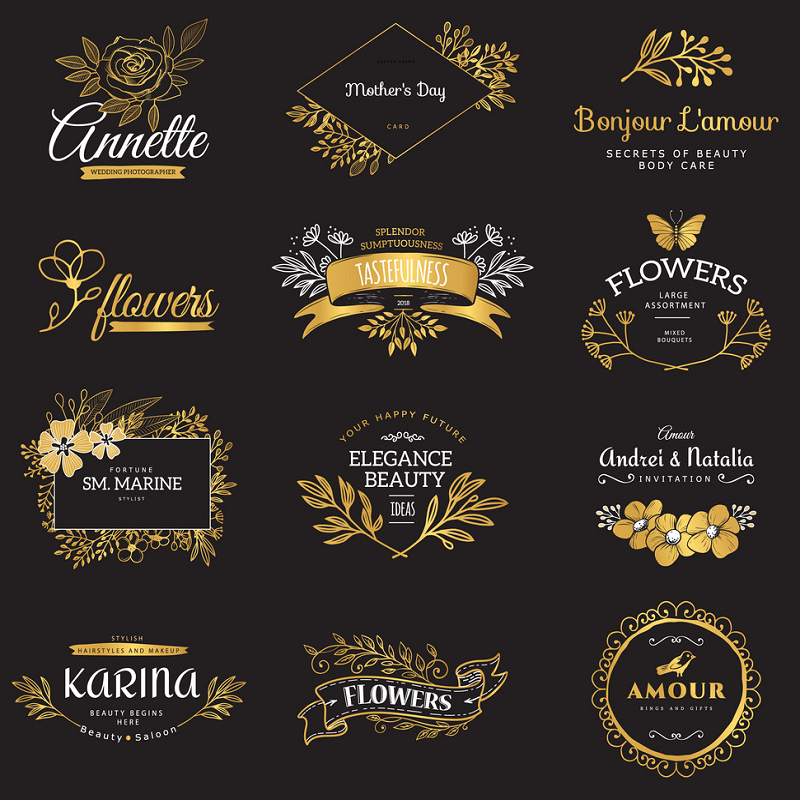 Annette
WEDDING PHOTOGRAPHER
Mother's Day
CARD
Bonjour L'amour
SECRETS OF BEAUTY
BODY CARE
flowers
SPLENDOR
SUMPTUOUSNESS
TASTEFULNESS
2018
FLOWERS
LARGE
ASSORTMENT
MIXED
BOUQUETS
FORTUNE
SM. MARINE
STYLIST
YOUR HAPPY FUTURE
ELEGANCE
BEAUTY
IDEAS
Amour
Andrei & Natalia
INVITATION
STYLISH
HAIRSTYLES AND MAKEUP
KARINA
BEAUTY BEGINS
HERE
Beauty Saloon
FLOWERS
AMOUR
RINGS AND GIFTS